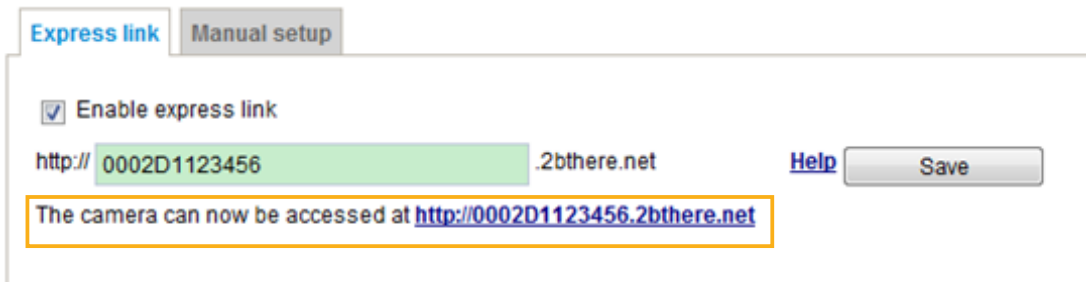 Express link Manual setup
Enable express link
http:// 0002D1123456 .2bthere.net Help Save
The camera can now be accessed at http://0002D1123456.2bthere.net